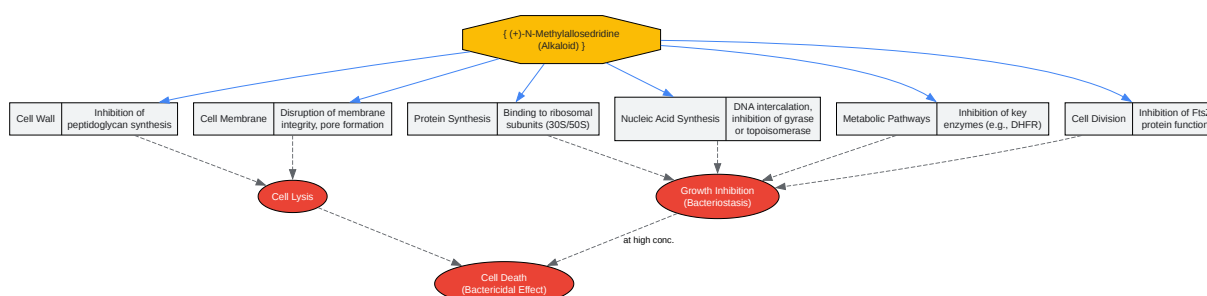 { (+)-N-Methylallosedridine
(Alkaloid) }
Cell Wall
Inhibition of
peptidoglycan synthesis
Cell Membrane
Disruption of membrane
integrity, pore formation
Protein Synthesis
Binding to ribosomal
subunits (30S/50S)
Nucleic Acid Synthesis
DNA intercalation,
inhibition of gyrase
or topoisomerase
Metabolic Pathways
Inhibition of key
enzymes (e.g., DHFR)
Cell Division
Inhibition of FtsZ
protein function
Cell Lysis
Growth Inhibition
(Bacteriostasis)
at high conc.
Cell Death
(Bactericidal Effect)